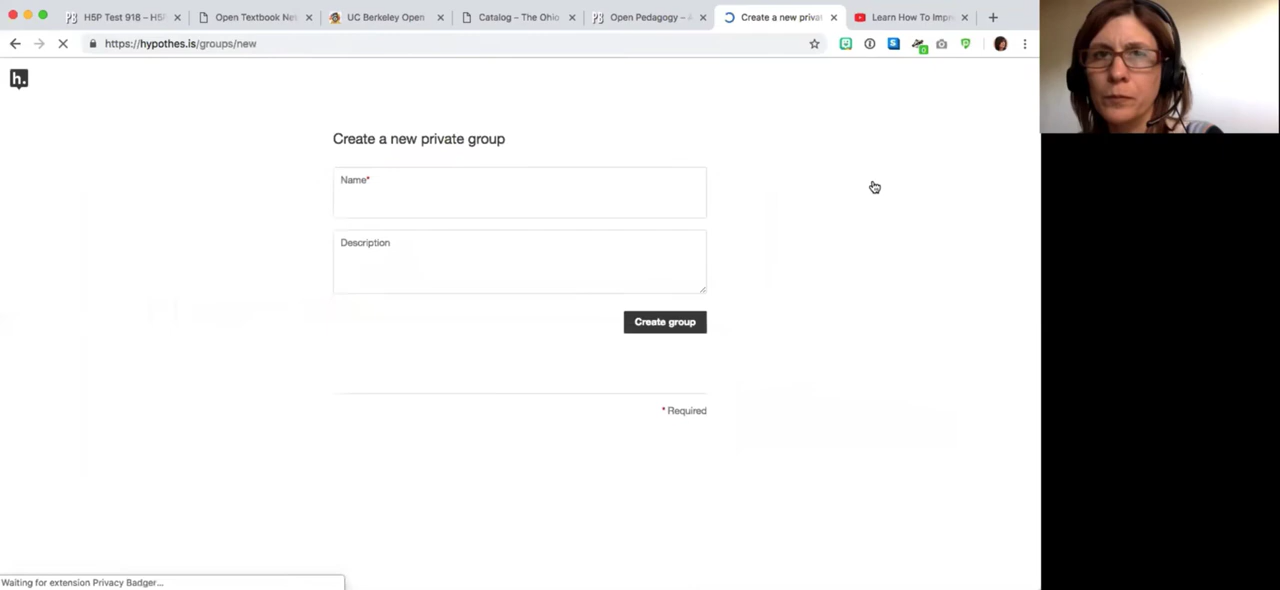 H5P Test 918 – H5
Open Textbook Net
UC Berkeley Open
Catalog – The Ohio
Open Pedagogy – A
Create a new privat
Learn How To Impr
https://hypothes.is/groups/new
h.
Create a new private group
Name*
Description
Create group
* Required
Waiting for extension Privacy Badger...